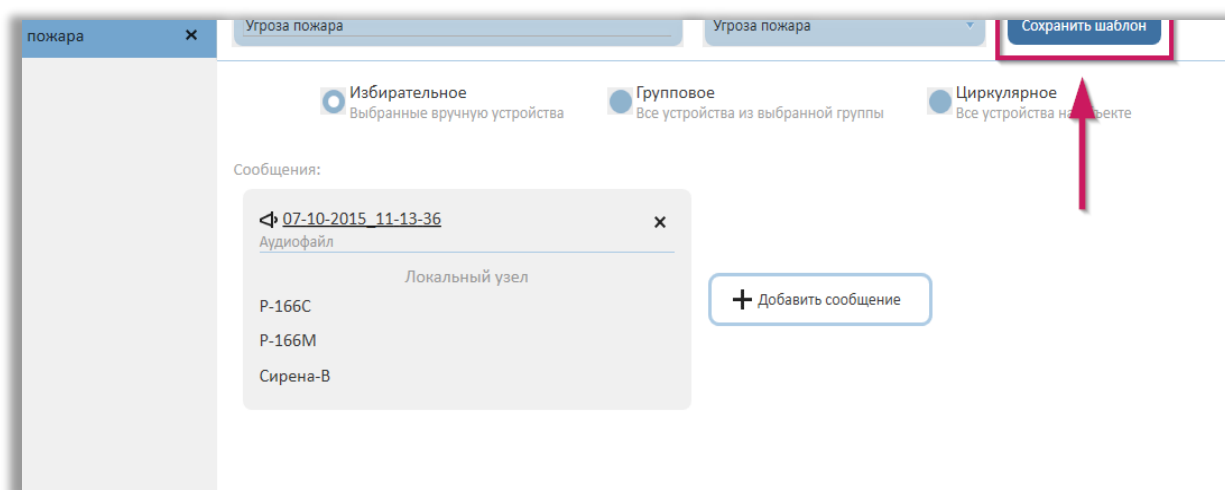 пожара
Угроза пожара
Угроза пожара
Сохранить шаблон
Избирательное
Выбранные вручную устройства
Групповое
Все устройства из выбранной группы
Циркулярное
Все устройства на объекте
Сообщения:
07-10-2015_11-13-36
Аудиофайл
Локальный узел
Р-166С
Р-166М
Сирена-В
Добавить сообщение